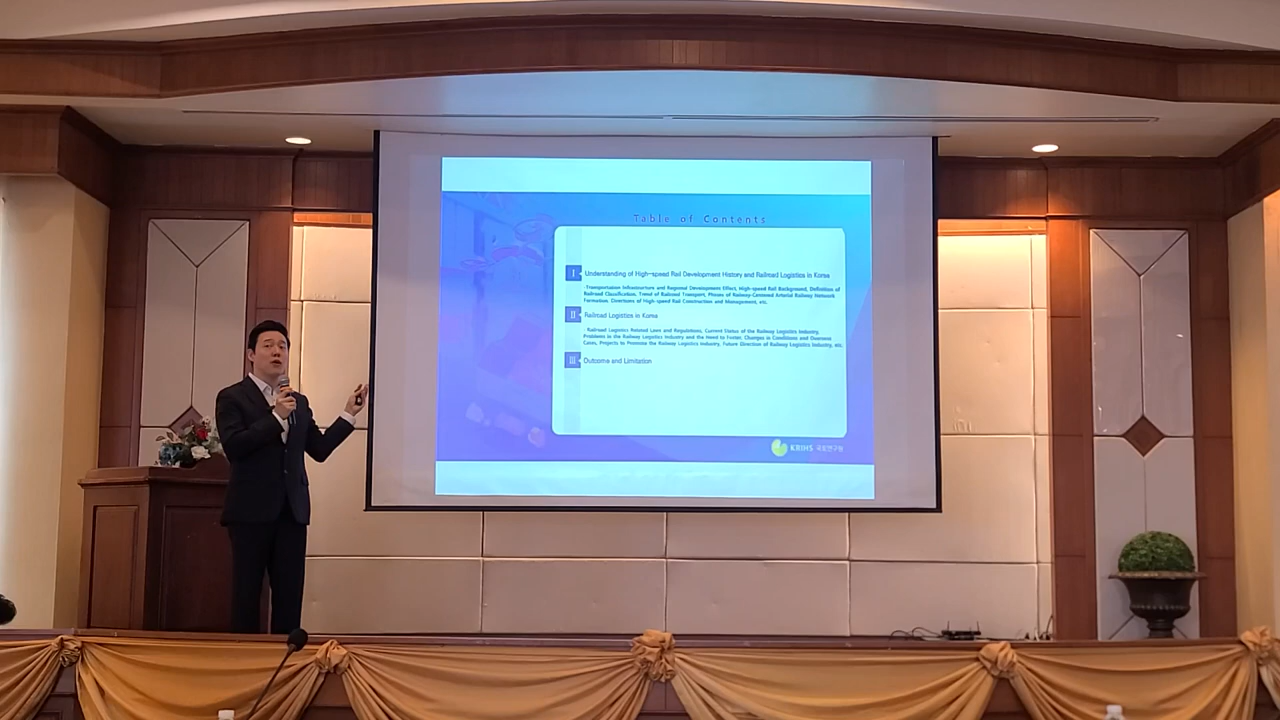 Table of Contents
I
Understanding of High-speed Rail Development History and Railroad Logistics in Korea
- Transportation Infrastructure and Regional Development Effect, High-speed Rail Background, Definition of
Railroad Classification, Trend of Railroad Transport, Phases of Railway-Centered Arterial Railway Network
Formation, Directions of High-speed Rail Construction and Management, etc.
II
Railroad Logistics in Korea
- Railroad Logistics Related Laws and Regulations, Current Status of the Railway Logistics Industry,
Problems in the Railway Logistics Industry and the Need to Foster, Changes in Conditions and Overseas
Cases, Projects to Promote the Railway Logistics Industry, Future Direction of Railway Logistics Industry, etc.
III
Outcome and Limitation
KRIHS 국토연구원